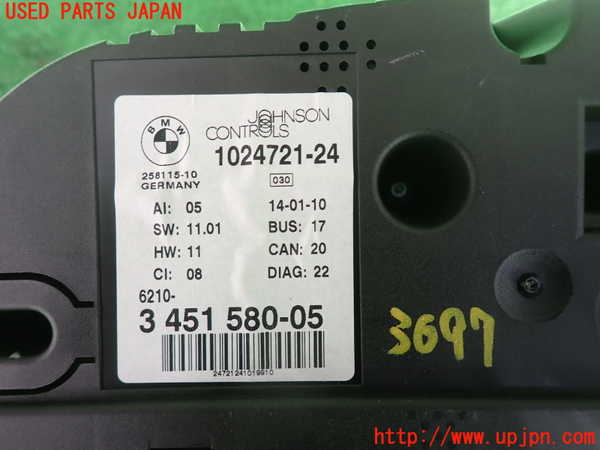 USED PARTS JAPAN
BMW
JOHNSON
CONTROLS
1024721-24
258115-10
GERMANY
030
AI: 05 14-01-10
SW: 11.01 BUS: 17
HW: 11 CAN: 20
CI: 08 DIAG: 22
6210-
3 451 580-05
24721241019910
3697
http://www.upjpn.com/